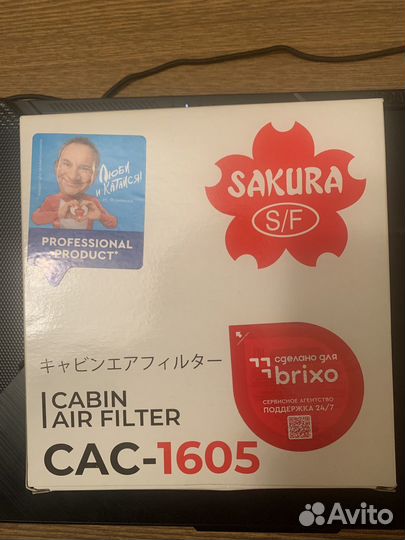 Люби
и Катайся!
PROFESSIONAL
PRODUCT*
SAKURA
S/F
キャビンエアフィルター
CABIN
AIR FILTER
CAC-1605
сделано для
brixo
СЕРВИСНОЕ АГЕНТСТВО
ПОДДЕРЖКА 24/7
Avito